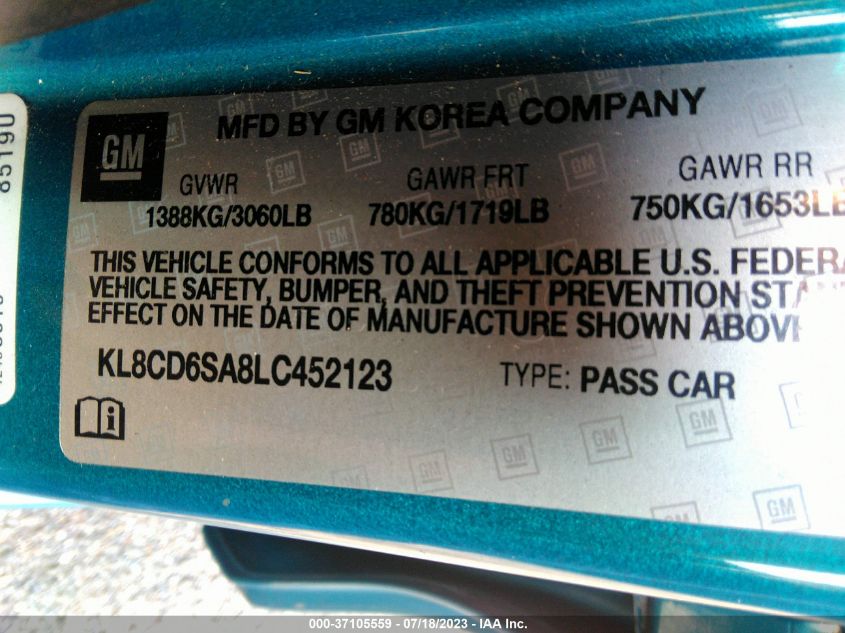 8519U
GM
MFD BY GM KOREA COMPANY
GVWR GAWR FRT GAWR RR
1388KG/3060LB 780KG/1719LB 750KG/1653LB
THIS VEHICLE CONFORMS TO ALL APPLICABLE U.S. FEDERA
VEHICLE SAFETY, BUMPER, AND THEFT PREVENTION STA
EFFECT ON THE DATE OF MANUFACTURE SHOWN ABOV
KL8CD6SA8LC452123 TYPE: PASS CAR
i
000-37105559 - 07/18/2023 - IAA Inc.